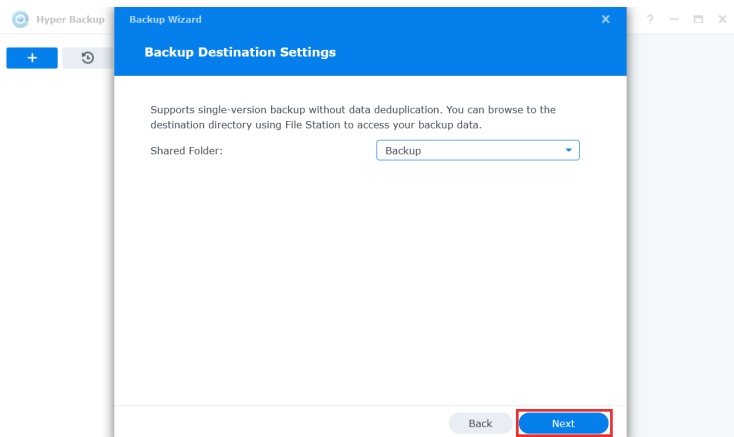 Hyper Backup
Backup Wizard
Backup Destination Settings
Supports single-version backup without data deduplication. You can browse to the
destination directory using File Station to access your backup data.
Shared Folder: Backup
Back Next